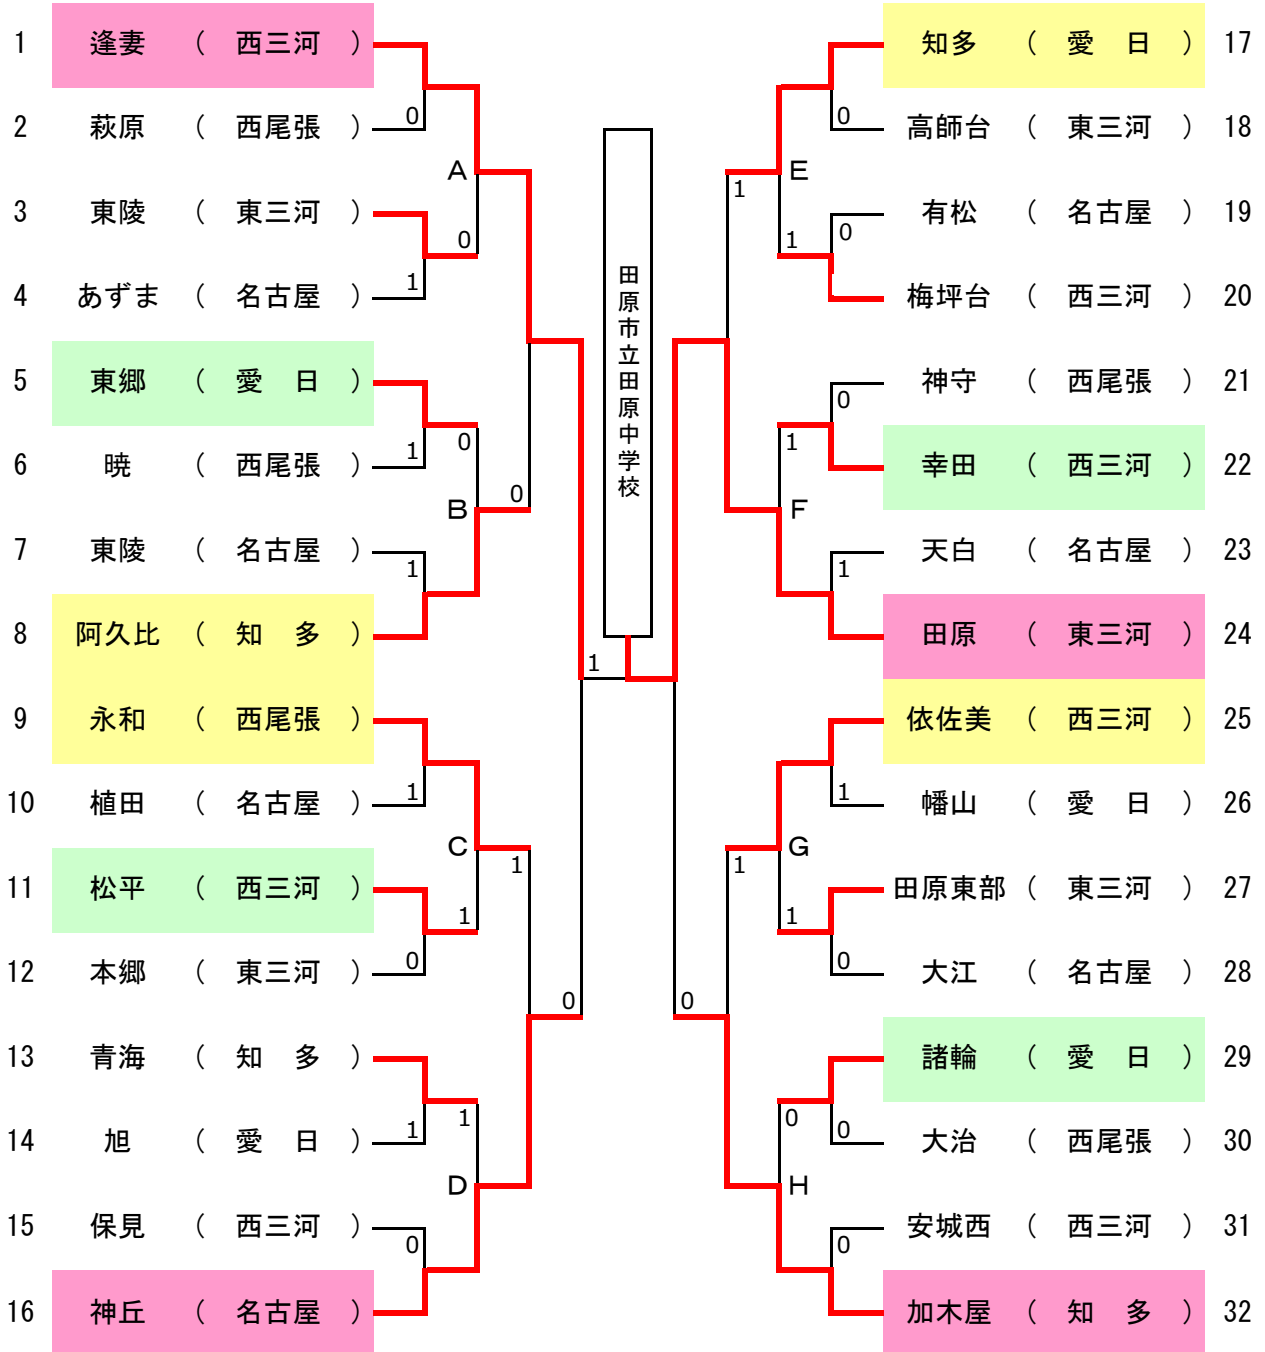 1 逢妻 （ 西三河 ）
2 萩原 （ 西尾張 ） 0
A
3 東陵 （ 東三河 ） 0
4 あずま （ 名古屋 ） 1
5 東郷 （ 愛 日 ） 0
6 暁 （ 西尾張 ） 1
B 0
7 東陵 （ 名古屋 ） 1
8 阿久比 （ 知 多 ）
9 永和 （ 西尾張 ）
10 植田 （ 名古屋 ） 1
C 1
11 松平 （ 西三河 ） 1
12 本郷 （ 東三河 ） 0
0
13 青海 （ 知 多 ） 1
14 旭 （ 愛 日 ） 1
D
15 保見 （ 西三河 ） 0
16 神丘 （ 名古屋 ）
田原市立田原中学校
1
知多 （ 愛 日 ） 17
0 高師台 （ 東三河 ） 18
1 E
0 有松 （ 名古屋 ） 19
1 梅坪台 （ 西三河 ） 20
0 神守 （ 西尾張 ） 21
1 幸田 （ 西三河 ） 22
F
1 天白 （ 名古屋 ） 23
田原 （ 東三河 ） 24
依佐美 （ 西三河 ） 25
1 幡山 （ 愛 日 ） 26
1 G
1 田原東部 （ 東三河 ） 27
0 大江 （ 名古屋 ） 28
0
諸輪 （ 愛 日 ） 29
0 0 大治 （ 西尾張 ） 30
H
0 安城西 （ 西三河 ） 31
加木屋 （ 知 多 ） 32